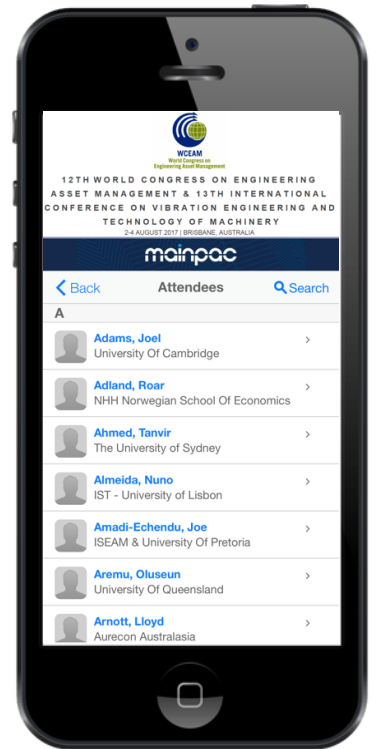 WCEAM
World Congress on
Engineering Asset Management
12TH WORLD CONGRESS ON ENGINEERING
ASSET MANAGEMENT & 13TH INTERNATIONAL
CONFERENCE ON VIBRATION ENGINEERING AND
TECHNOLOGY OF MACHINERY
2-4 AUGUST 2017 | BRISBANE, AUSTRALIA
mainpac
Back Attendees Search
A
Adams, Joel
University Of Cambridge
Adland, Roar
NHH Norwegian School Of Economics
Ahmed, Tanvir
The University of Sydney
Almeida, Nuno
IST - University of Lisbon
Amadi-Echendu, Joe
ISEAM & University Of Pretoria
Aremu, Oluseun
University Of Queensland
Arnott, Lloyd
Aurecon Australasia